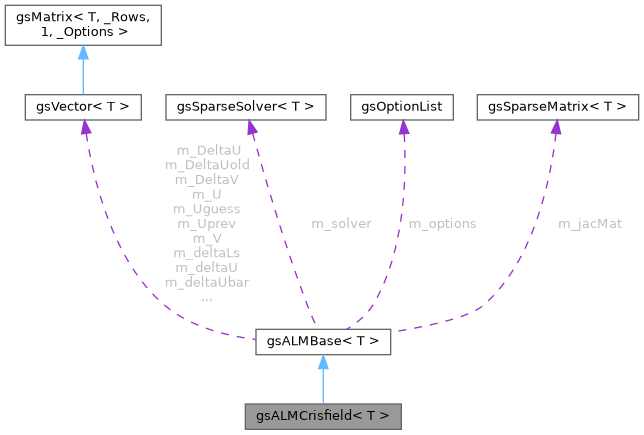 gsMatrix< T, _Rows,
1, _Options >
gsVector< T >
gsSparseSolver< T >
gsOptionList
gsSparseMatrix< T >
m_DeltaU
m_DeltaUold
m_DeltaV
m_U
m_Uguess
m_Uprev
m_V
m_deltaLs
m_deltaU
m_deltaUbar
...
m_solver
m_options
m_jacMat
gsALMBase< T >
gsALMCrisfield< T >